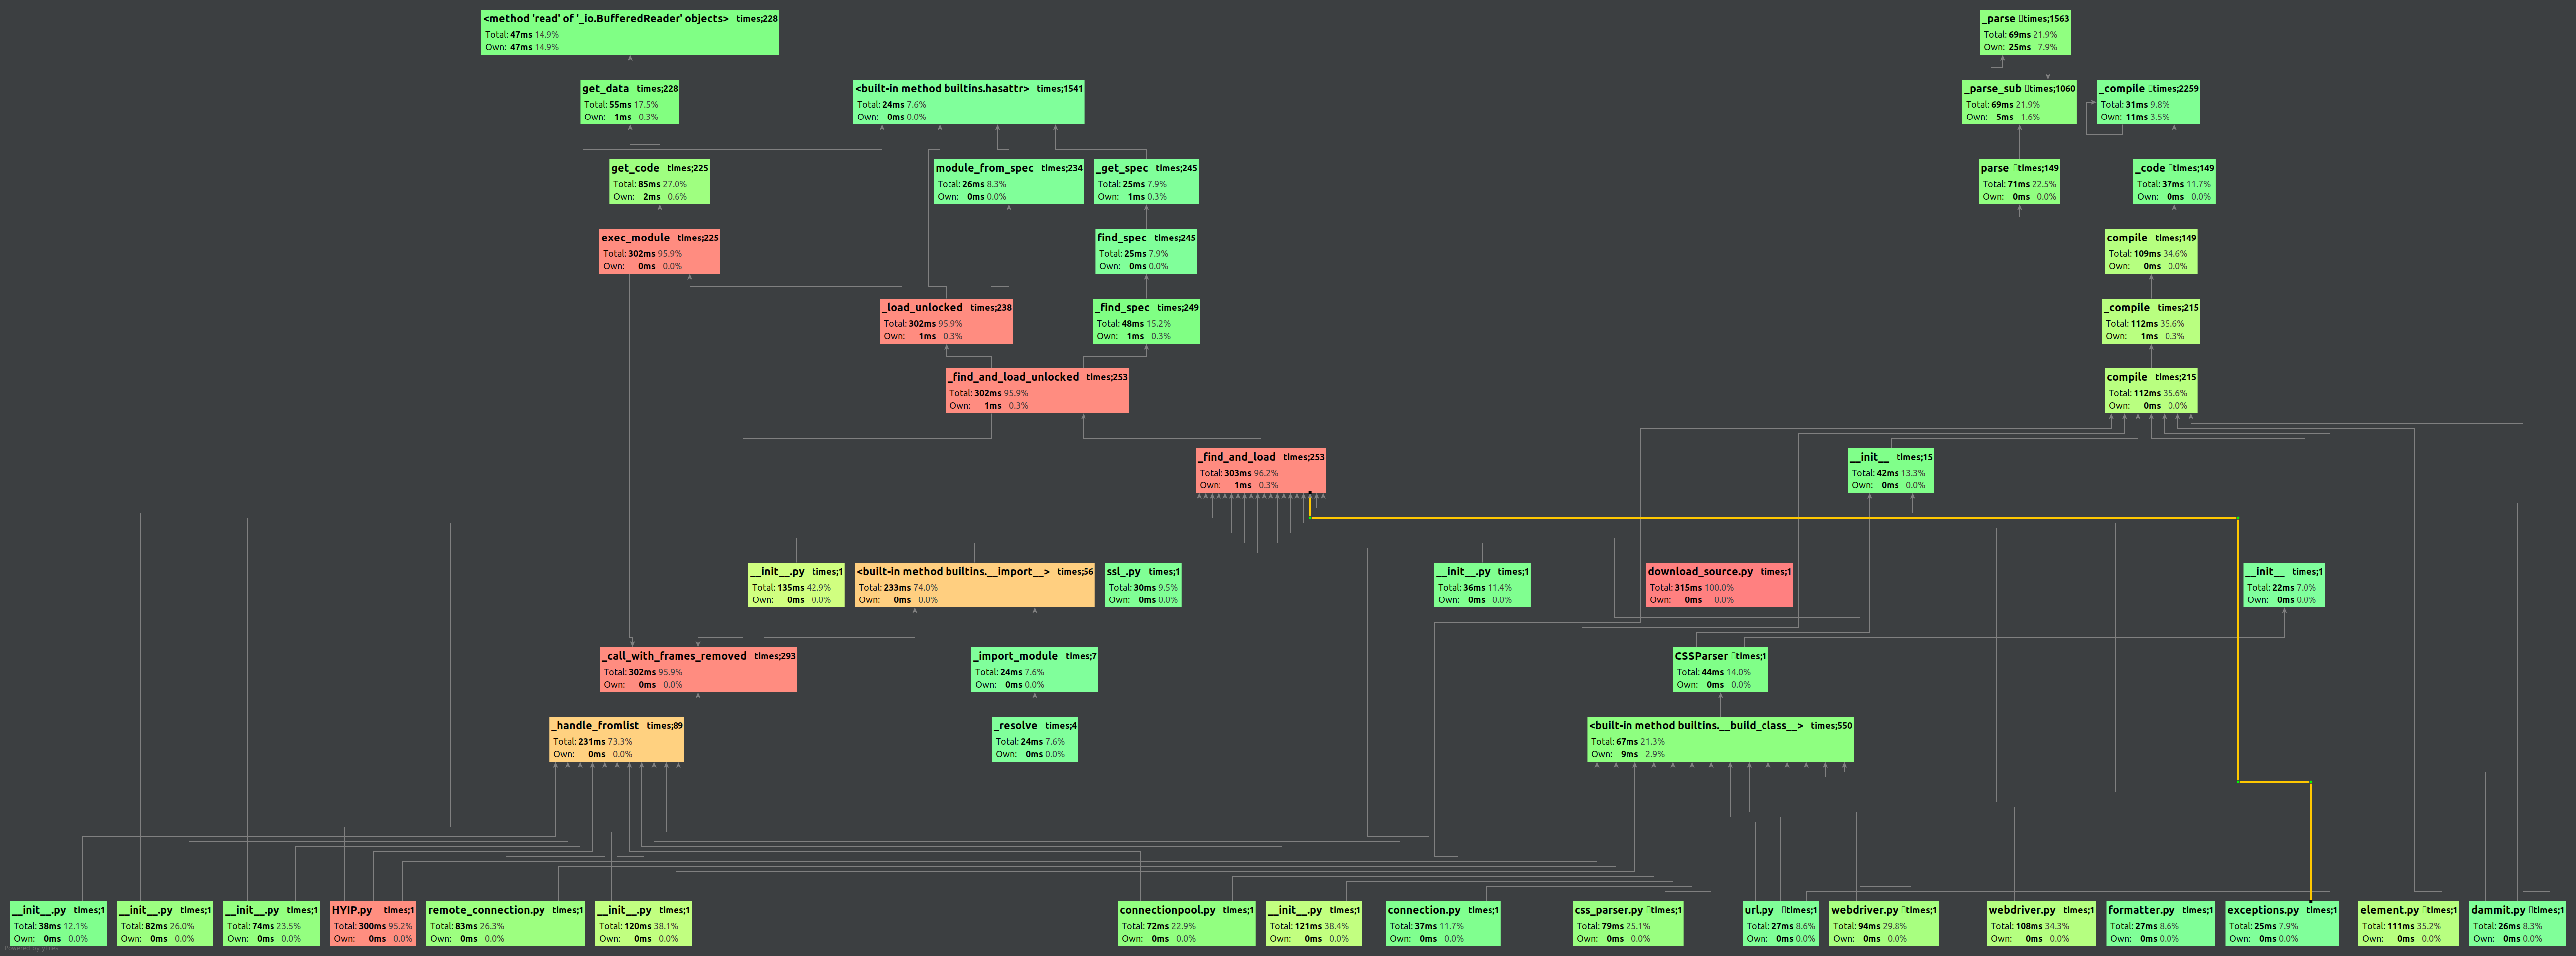 <method 'read' of '_io.BufferedReader' objects> times;228
Total: 47ms 14.9%
Own: 47ms 14.9%
_parse times;1563
Total: 69ms 21.9%
Own: 25ms 7.9%
get_data times;228
Total: 55ms 17.5%
Own: 1ms 0.3%
<built-in method builtins.hasattr> times;1541
Total: 24ms 7.6%
Own: 0ms 0.0%
_parse_sub times;1060
Total: 69ms 21.9%
Own: 5ms 1.6%
_compile times;2259
Total: 31ms 9.8%
Own: 11ms 3.5%
get_code times;225
Total: 85ms 27.0%
Own: 2ms 0.6%
module_from_spec times;234
Total: 26ms 8.3%
Own: 0ms 0.0%
_get_spec times;245
Total: 25ms 7.9%
Own: 1ms 0.3%
parse times;149
Total: 71ms 22.5%
Own: 0ms 0.0%
_code times;149
Total: 37ms 11.7%
Own: 0ms 0.0%
exec_module times;225
Total: 302ms 95.9%
Own: 0ms 0.0%
find_spec times;245
Total: 25ms 7.9%
Own: 0ms 0.0%
compile times;149
Total: 109ms 34.6%
Own: 0ms 0.0%
_load_unlocked times;238
Total: 302ms 95.9%
Own: 1ms 0.3%
_find_spec times;249
Total: 48ms 15.2%
Own: 1ms 0.3%
_compile times;215
Total: 112ms 35.6%
Own: 1ms 0.3%
_find_and_load_unlocked times;253
Total: 302ms 95.9%
Own: 1ms 0.3%
compile times;215
Total: 112ms 35.6%
Own: 0ms 0.0%
_find_and_load times;253
Total: 303ms 96.2%
Own: 1ms 0.3%
__init__ times;15
Total: 42ms 13.3%
Own: 0ms 0.0%
__init__.py times;1
Total: 135ms 42.9%
Own: 0ms 0.0%
<built-in method builtins.__import__> times;56
Total: 233ms 74.0%
Own: 0ms 0.0%
ssl_.py times;1
Total: 30ms 9.5%
Own: 0ms 0.0%
__init__.py times;1
Total: 36ms 11.4%
Own: 0ms 0.0%
download_source.py times;1
Total: 315ms 100.0%
Own: 0ms 0.0%
__init__ times;1
Total: 22ms 7.0%
Own: 0ms 0.0%
_call_with_frames_removed times;293
Total: 302ms 95.9%
Own: 0ms 0.0%
_import_module times;7
Total: 24ms 7.6%
Own: 0ms 0.0%
CSSParser times;1
Total: 44ms 14.0%
Own: 0ms 0.0%
_handle_fromlist times;89
Total: 231ms 73.3%
Own: 0ms 0.0%
_resolve times;4
Total: 24ms 7.6%
Own: 0ms 0.0%
<built-in method builtins.__build_class__> times;550
Total: 67ms 21.3%
Own: 9ms 2.9%
__init__.py times;1
Total: 38ms 12.1%
Own: 0ms 0.0%
__init__.py times;1
Total: 82ms 26.0%
Own: 0ms 0.0%
__init__.py times;1
Total: 74ms 23.5%
Own: 0ms 0.0%
HYIP.py times;1
Total: 300ms 95.2%
Own: 0ms 0.0%
remote_connection.py times;1
Total: 83ms 26.3%
Own: 0ms 0.0%
__init__.py times;1
Total: 120ms 38.1%
Own: 0ms 0.0%
connectionpool.py times;1
Total: 72ms 22.9%
Own: 0ms 0.0%
__init__.py times;1
Total: 121ms 38.4%
Own: 0ms 0.0%
connection.py times;1
Total: 37ms 11.7%
Own: 0ms 0.0%
css_parser.py times;1
Total: 79ms 25.1%
Own: 0ms 0.0%
url.py times;1
Total: 27ms 8.6%
Own: 0ms 0.0%
webdriver.py times;1
Total: 94ms 29.8%
Own: 0ms 0.0%
webdriver.py times;1
Total: 108ms 34.3%
Own: 0ms 0.0%
formatter.py times;1
Total: 27ms 8.6%
Own: 0ms 0.0%
exceptions.py times;1
Total: 25ms 7.9%
Own: 0ms 0.0%
element.py times;1
Total: 111ms 35.2%
Own: 0ms 0.0%
dammit.py times;1
Total: 26ms 8.3%
Own: 0ms 0.0%